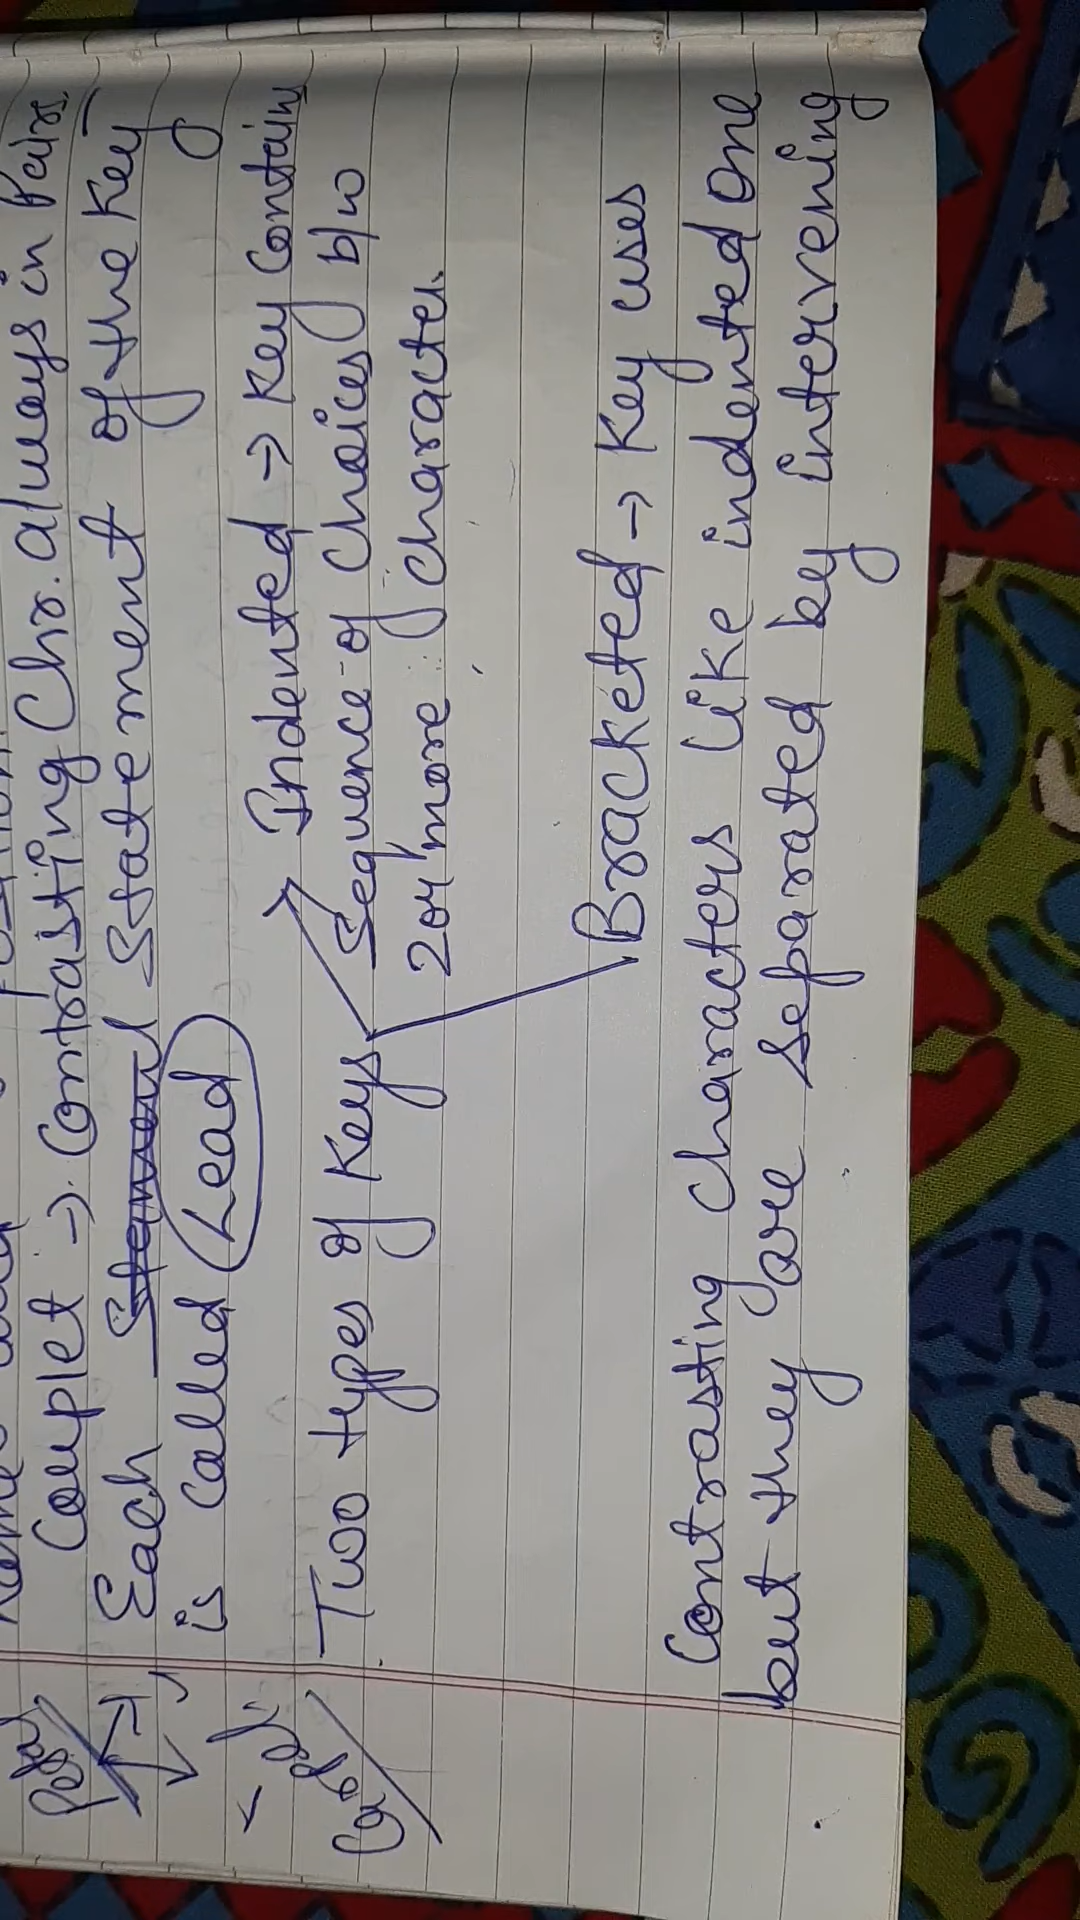 Couplet → Contrasting Chr. always in Pairs.
Each Statement of the Key
is called Lead
Two types of Keys
Indented → Key Contain
Sequence of Choices b/w
2 or more Character.
Bracketed → Key uses
Contrasting Characters like indented one
but they are separated by intervening